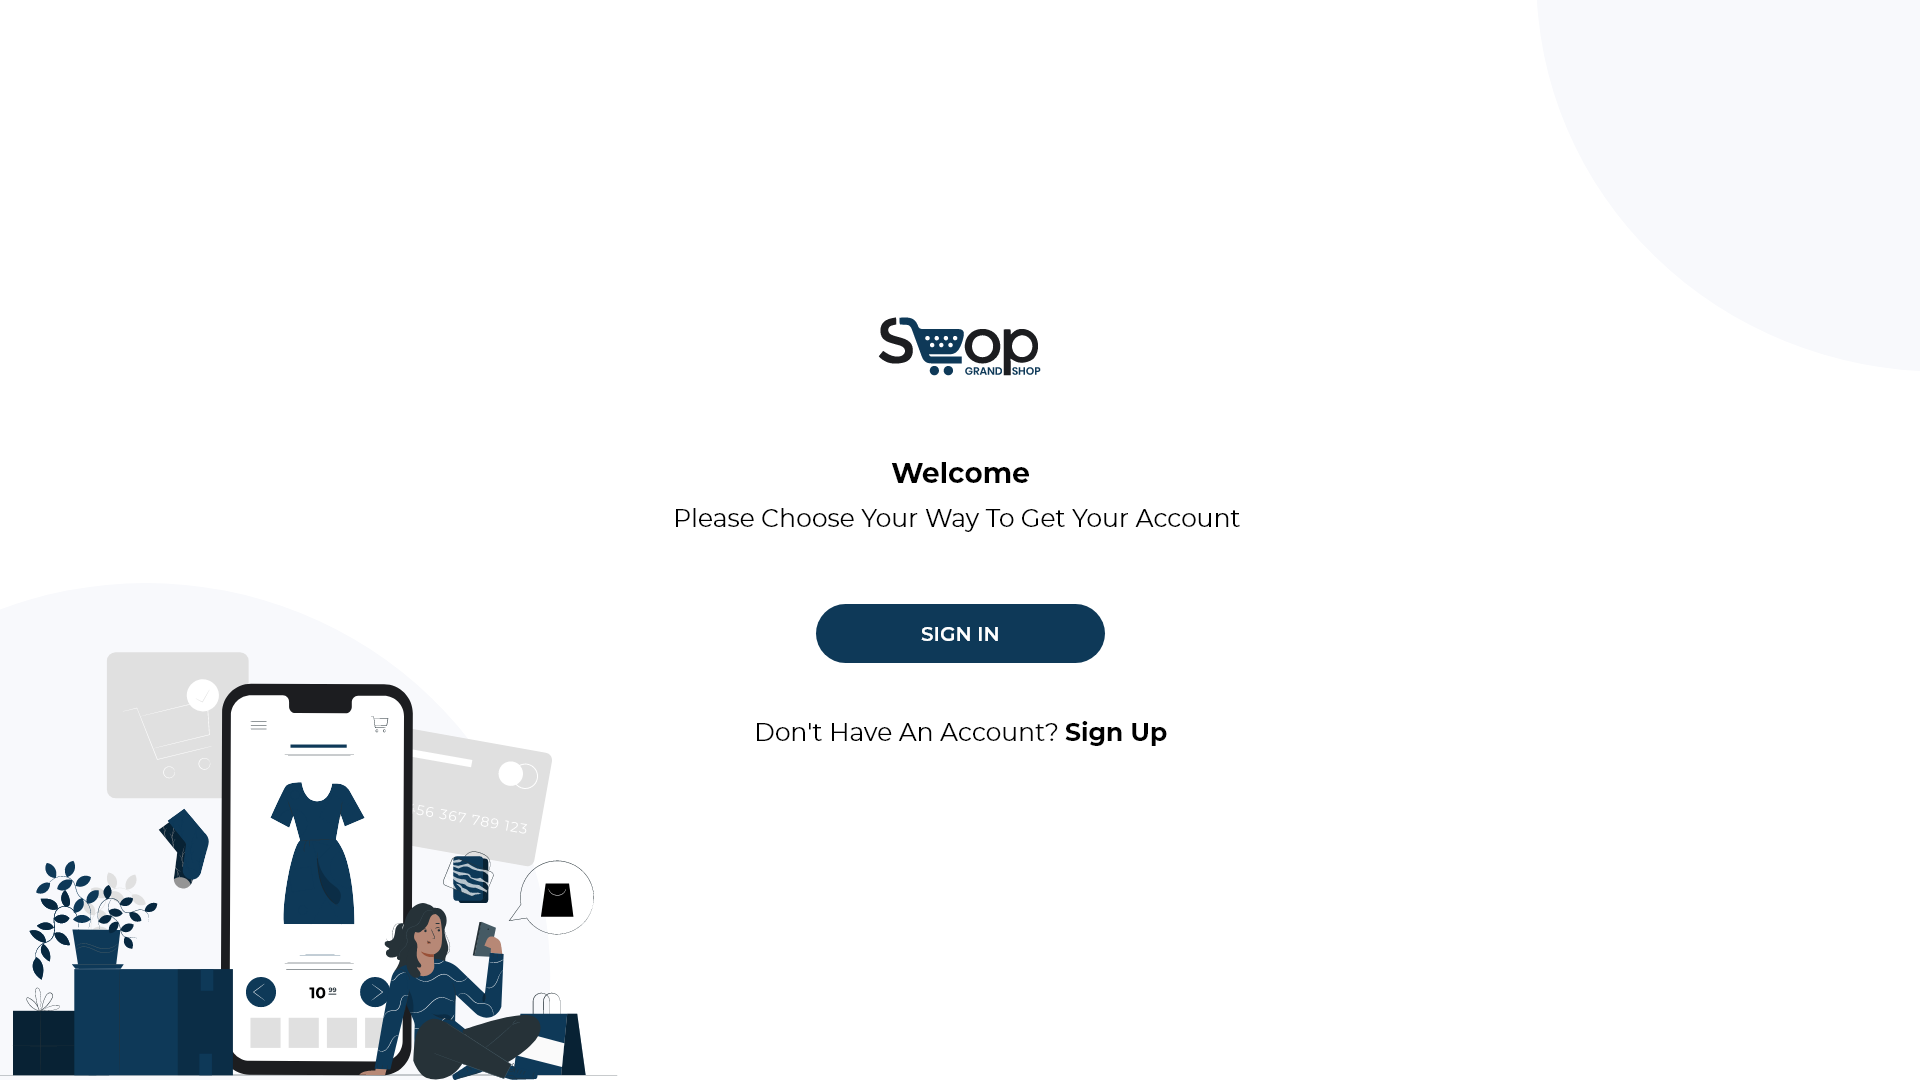 Shop
GRAND SHOP
Welcome
Please Choose Your Way To Get Your Account
SIGN IN
Don't Have An Account? Sign Up
56 367 789 123
10 99